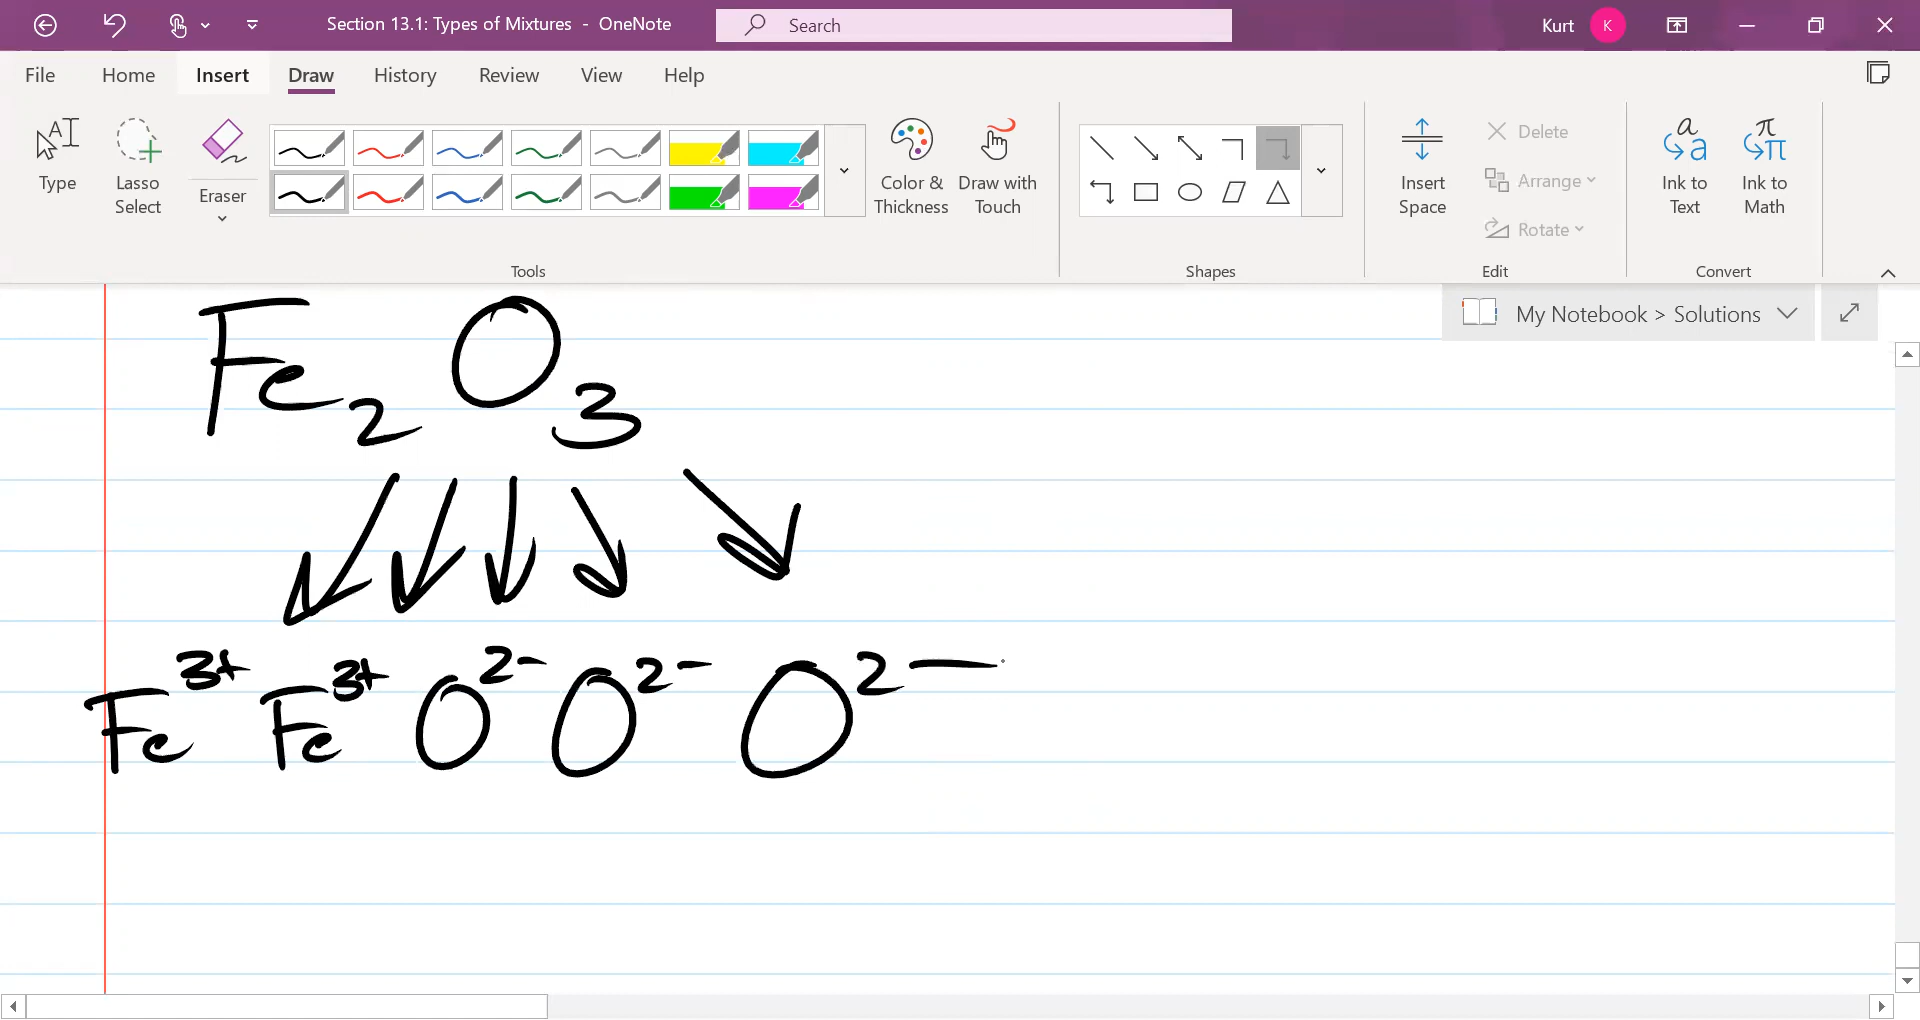 Section 13.1: Types of Mixtures - OneNote
Search
Kurt K
File Home Insert Draw History Review View Help
Type
Lasso Select
Eraser
Color & Thickness
Draw with Touch
Insert Space
Delete
Arrange
Rotate
Ink to Text
Ink to Math
Tools
Shapes
Edit
Convert
My Notebook > Solutions
Fe₂O₃
Fe³⁺ Fe³⁺ O²⁻ O²⁻ O²⁻